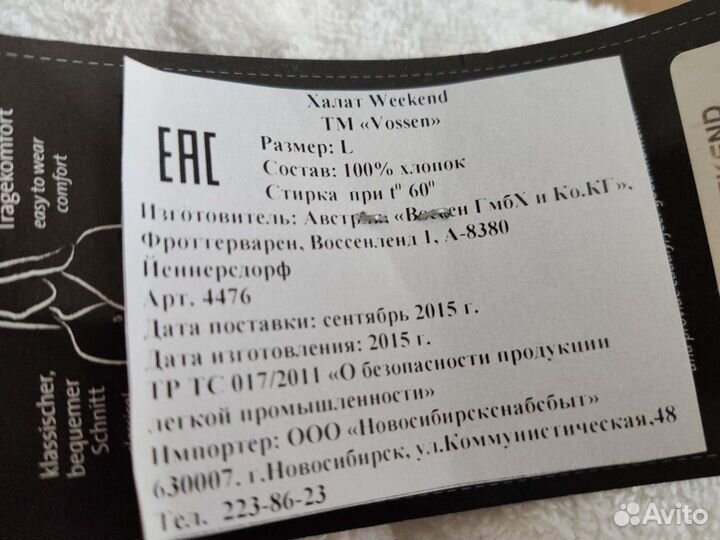 Халат Weekend
ТМ «Vossen»
EAC
Размер: L
Состав: 100% хлопок
Стирка при t⁰ 60⁰
Изготовитель: Австрия «Воссен ГмбХ и Ко.КГ»,
Фроттерварен, Воссенленд 1, А-8380
Йеннерсдорф
Арт. 4476
Дата поставки: сентябрь 2015 г.
Дата изготовления: 2015 г.
ТР ТС 017/2011 «О безопасности продукции
легкой промышленности»
Импортер: ООО «Новосибирскснабсбыт»
630007. г.Новосибирск, ул.Коммунистическая,48
Тел. 223-86-23
Tragekomfort
easy to wear
comfort
klassischer,
bequemer
Schnitt
Avito